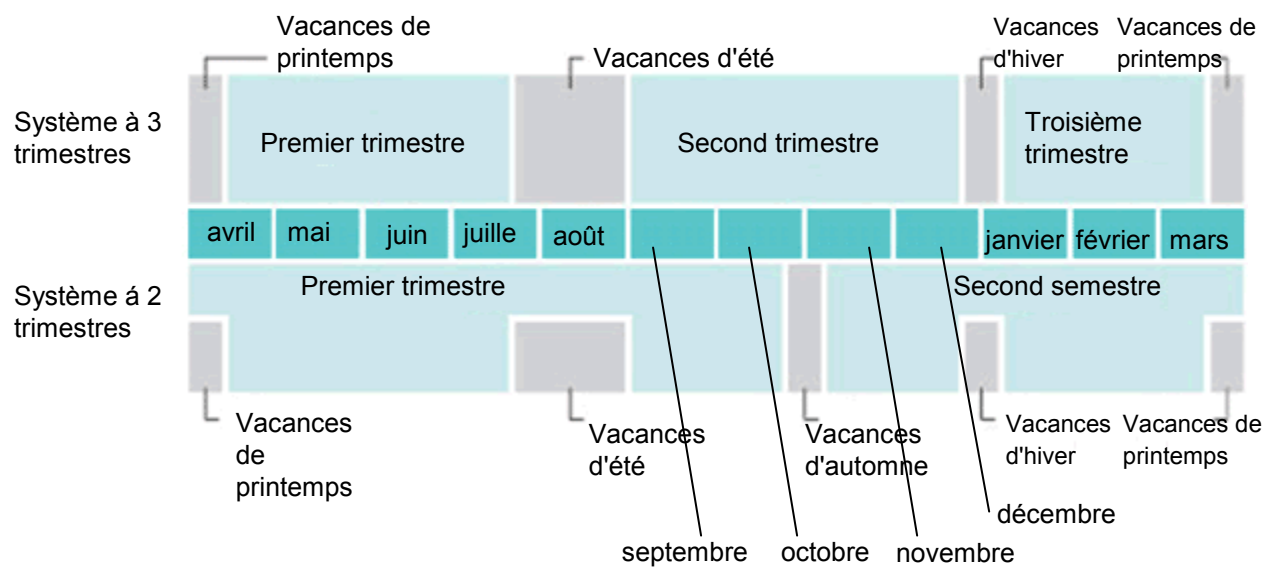 Vacances de
printemps
Vacances d'été
Vacances
d'hiver
Vacances de
printemps
Système à 3
trimestres
Premier trimestre
Second trimestre
Troisième
trimestre
avril
mai
juin
juille
août
janvier
février
mars
Système á 2
trimestres
Premier trimestre
Second semestre
Vacances
de
printemps
Vacances
d'été
Vacances
d'automne
Vacances
d'hiver
Vacances de
printemps
septembre
octobre
novembre
décembre